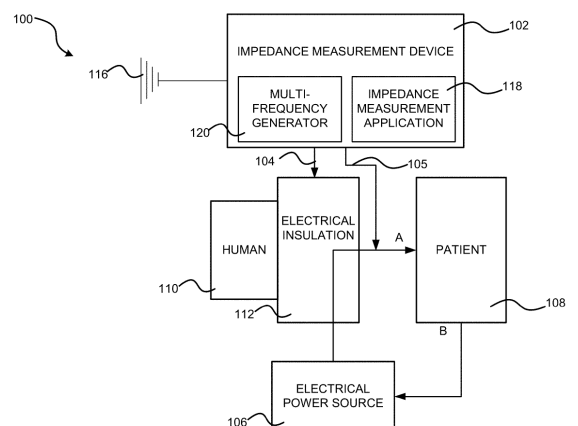 100
102
IMPEDANCE MEASUREMENT DEVICE
116
118
MULTI-
FREQUENCY
GENERATOR
IMPEDANCE
MEASUREMENT
APPLICATION
120
104
105
ELECTRICAL
INSULATION
A
HUMAN
PATIENT
110
112
108
B
ELECTRICAL
POWER SOURCE
106